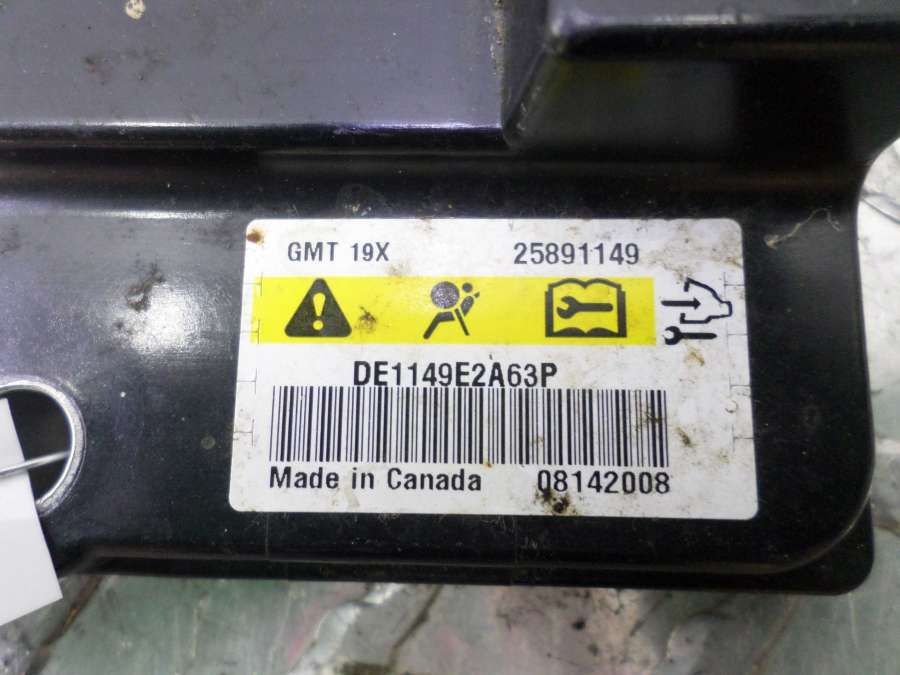 GMT 19X 25891149
DE1149E2A63P
Made in Canada 08142008